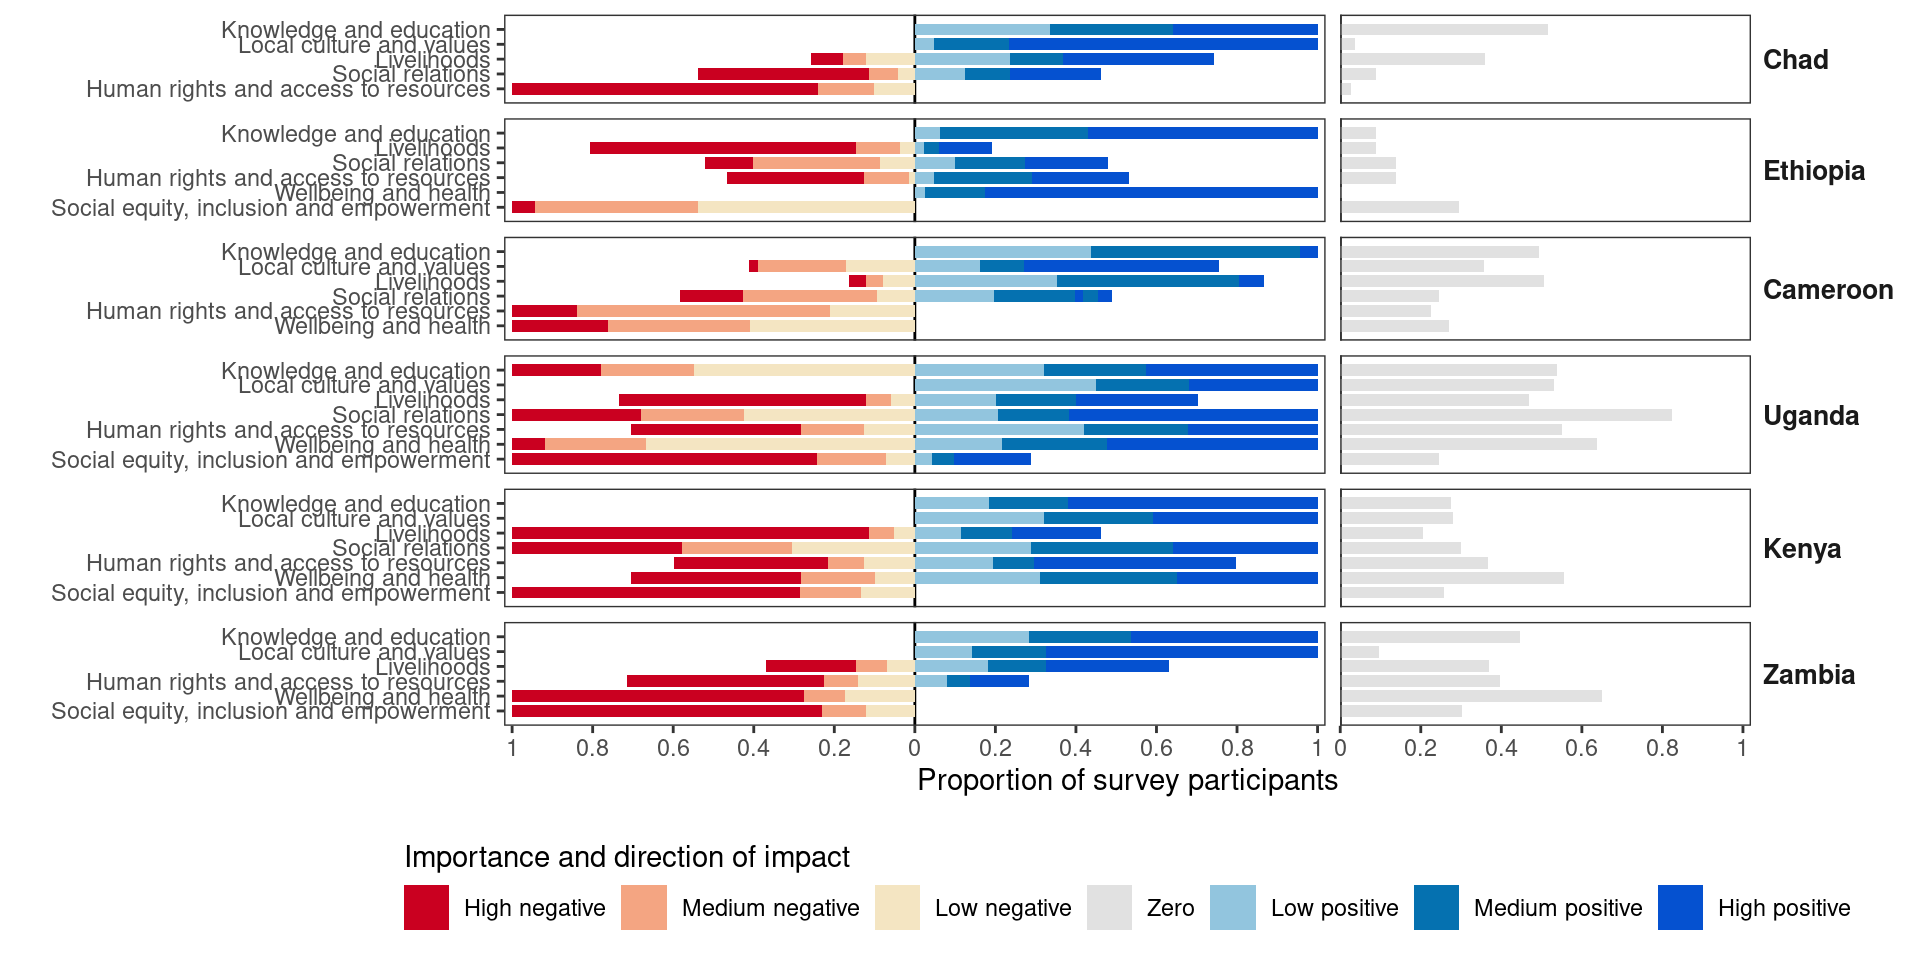 Knowledge and education
Local culture and values
Livelihoods
Social relations
Human rights and access to resources
Chad
Knowledge and education
Livelihoods
Social relations
Human rights and access to resources
Wellbeing and health
Social equity, inclusion and empowerment
Ethiopia
Knowledge and education
Local culture and values
Livelihoods
Social relations
Human rights and access to resources
Wellbeing and health
Cameroon
Knowledge and education
Local culture and values
Livelihoods
Social relations
Human rights and access to resources
Wellbeing and health
Social equity, inclusion and empowerment
Uganda
Knowledge and education
Local culture and values
Livelihoods
Social relations
Human rights and access to resources
Wellbeing and health
Social equity, inclusion and empowerment
Kenya
Knowledge and education
Local culture and values
Livelihoods
Human rights and access to resources
Wellbeing and health
Social equity, inclusion and empowerment
Zambia
1 0.8 0.6 0.4 0.2 0 0.2 0.4 0.6 0.8 1 0 0.2 0.4 0.6 0.8 1
Proportion of survey participants
Importance and direction of impact
High negative Medium negative Low negative Zero Low positive Medium positive High positive